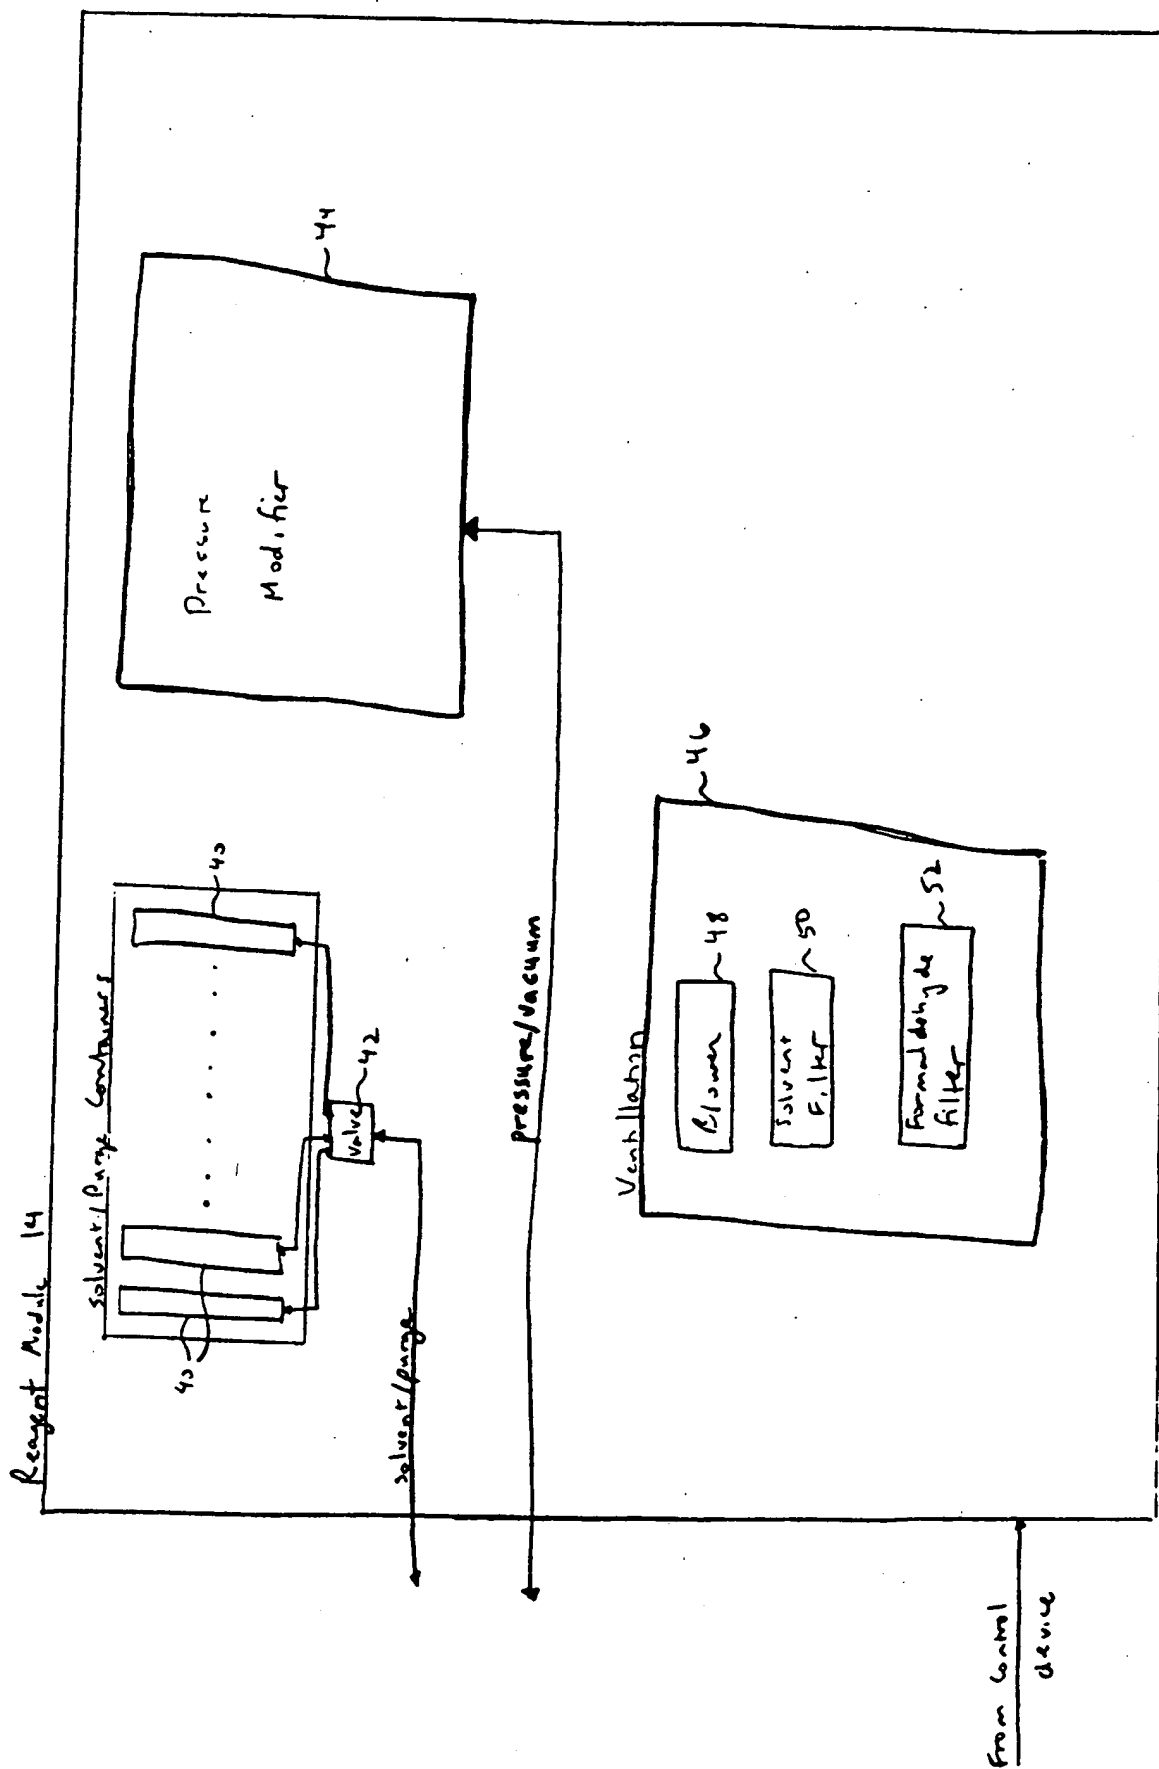 Reagent Module 14
Solvent/Purge Containers
40
40
Valve
42
solvent/purge
Pressure
Modifier
44
pressure/vacuum
Ventillation
46
Blower
48
Solvent
Filter
50
Formaldehyde
filter
52
From Control
device